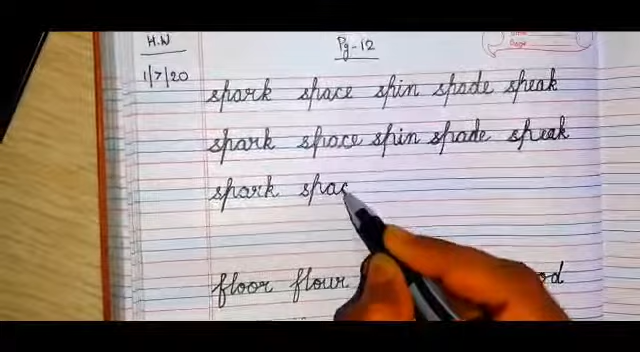 H.W
Pg-12
1/7/20
spark space spin spade speak
spark space spin spade speak
spark spac
floor flour